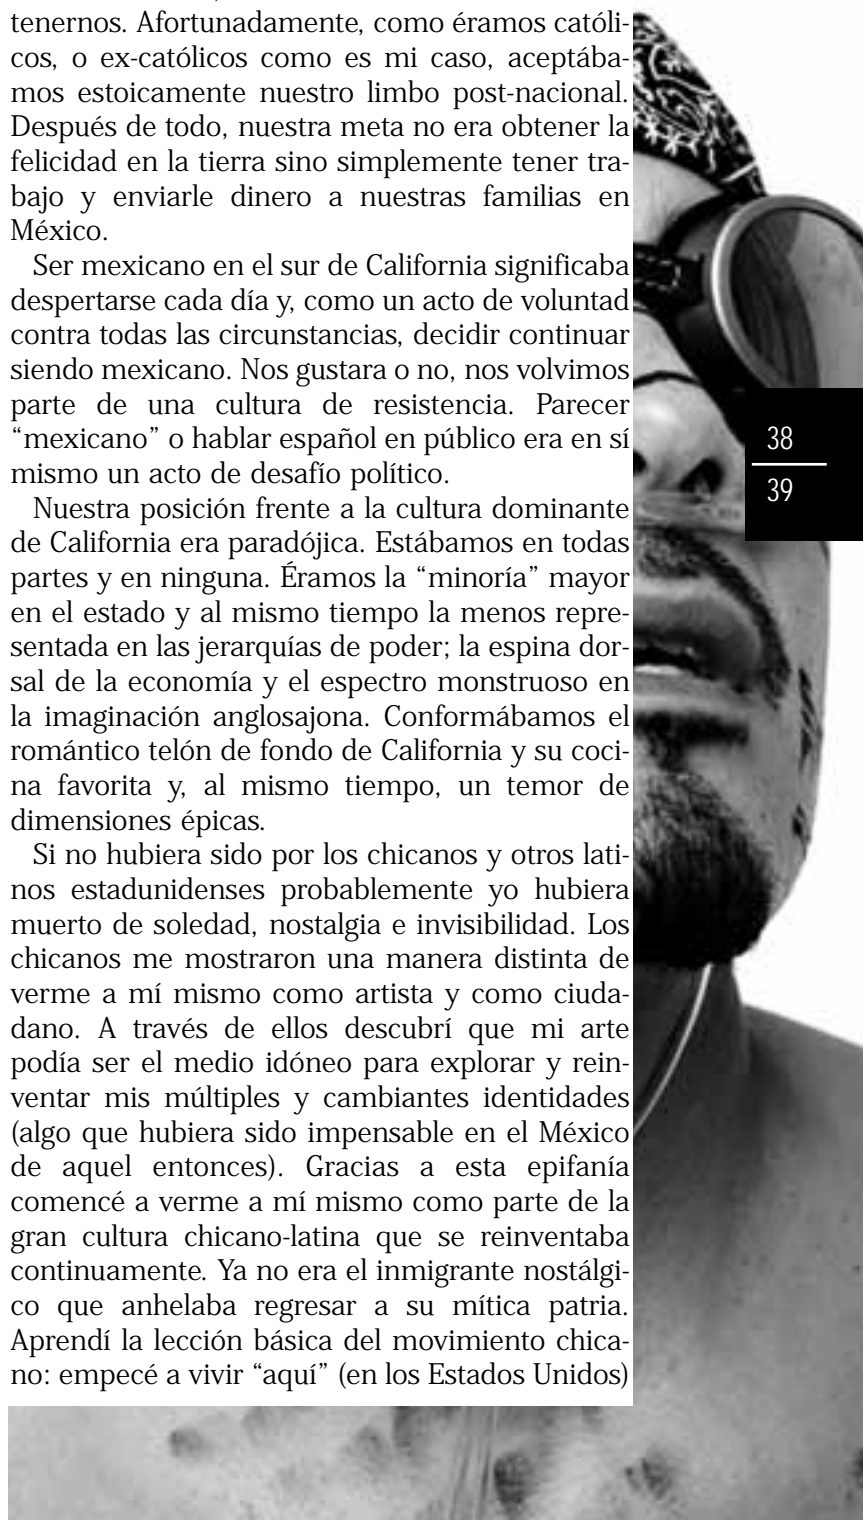 tenernos. Afortunadamente, como éramos católi-
cos, o ex-católicos como es mi caso, aceptába-
mos estoicamente nuestro limbo post-nacional.
Después de todo, nuestra meta no era obtener la
felicidad en la tierra sino simplemente tener tra-
bajo y enviarle dinero a nuestras familias en
México.
Ser mexicano en el sur de California significaba
despertarse cada día y, como un acto de voluntad
contra todas las circunstancias, decidir continuar
siendo mexicano. Nos gustara o no, nos volvimos
parte de una cultura de resistencia. Parecer
“mexicano” o hablar español en público era en sí
mismo un acto de desafío político.
Nuestra posición frente a la cultura dominante
de California era paradójica. Estábamos en todas
partes y en ninguna. Éramos la “minoría” mayor
en el estado y al mismo tiempo la menos repre-
sentada en las jerarquías de poder; la espina dor-
sal de la economía y el espectro monstruoso en
la imaginación anglosajona. Conformábamos el
romántico telón de fondo de California y su coci-
na favorita y, al mismo tiempo, un temor de
dimensiones épicas.
Si no hubiera sido por los chicanos y otros lati-
nos estadunidenses probablemente yo hubiera
muerto de soledad, nostalgia e invisibilidad. Los
chicanos me mostraron una manera distinta de
verme a mí mismo como artista y como ciuda-
dano. A través de ellos descubrí que mi arte
podía ser el medio idóneo para explorar y rein-
ventar mis múltiples y cambiantes identidades
(algo que hubiera sido impensable en el México
de aquel entonces). Gracias a esta epifanía
comencé a verme a mí mismo como parte de la
gran cultura chicano-latina que se reinventaba
continuamente. Ya no era el inmigrante nostálgi-
co que anhelaba regresar a su mítica patria.
Aprendí la lección básica del movimiento chica-
no: empecé a vivir “aquí” (en los Estados Unidos)
38
39